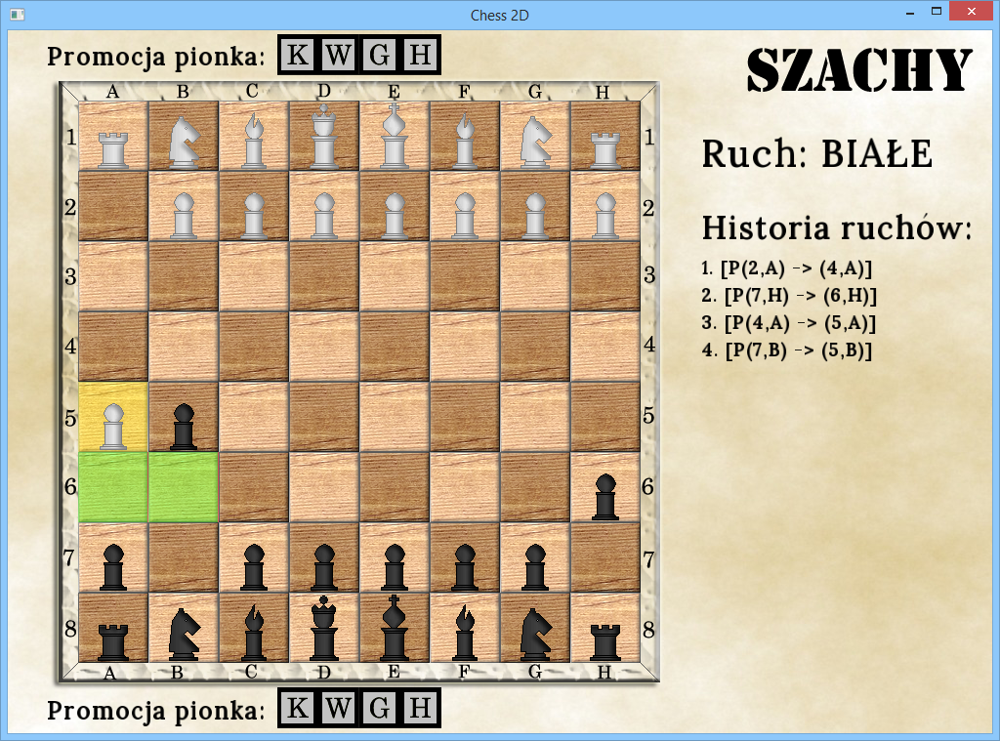 Chess 2D
Promocja pionka: K W G H
SZACHY
A B C D E F G H
1 1
Ruch: BIAŁE
2 2
Historia ruchów:
3 3
1. [P(2,A) -> (4,A)]
2. [P(7,H) -> (6,H)]
3. [P(4,A) -> (5,A)]
4 4
4. [P(7,B) -> (5,B)]
5 5
6 6
7 7
8 8
A B C D E F G H
Promocja pionka: K W G H